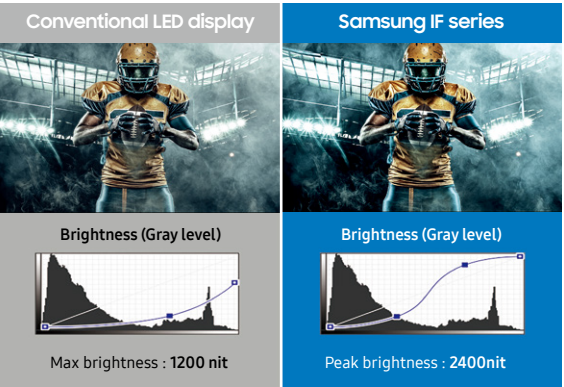 Conventional LED display
Samsung IF series
Brightness (Gray level)
Brightness (Gray level)
Max brightness : 1200 nit
Peak brightness : 2400nit